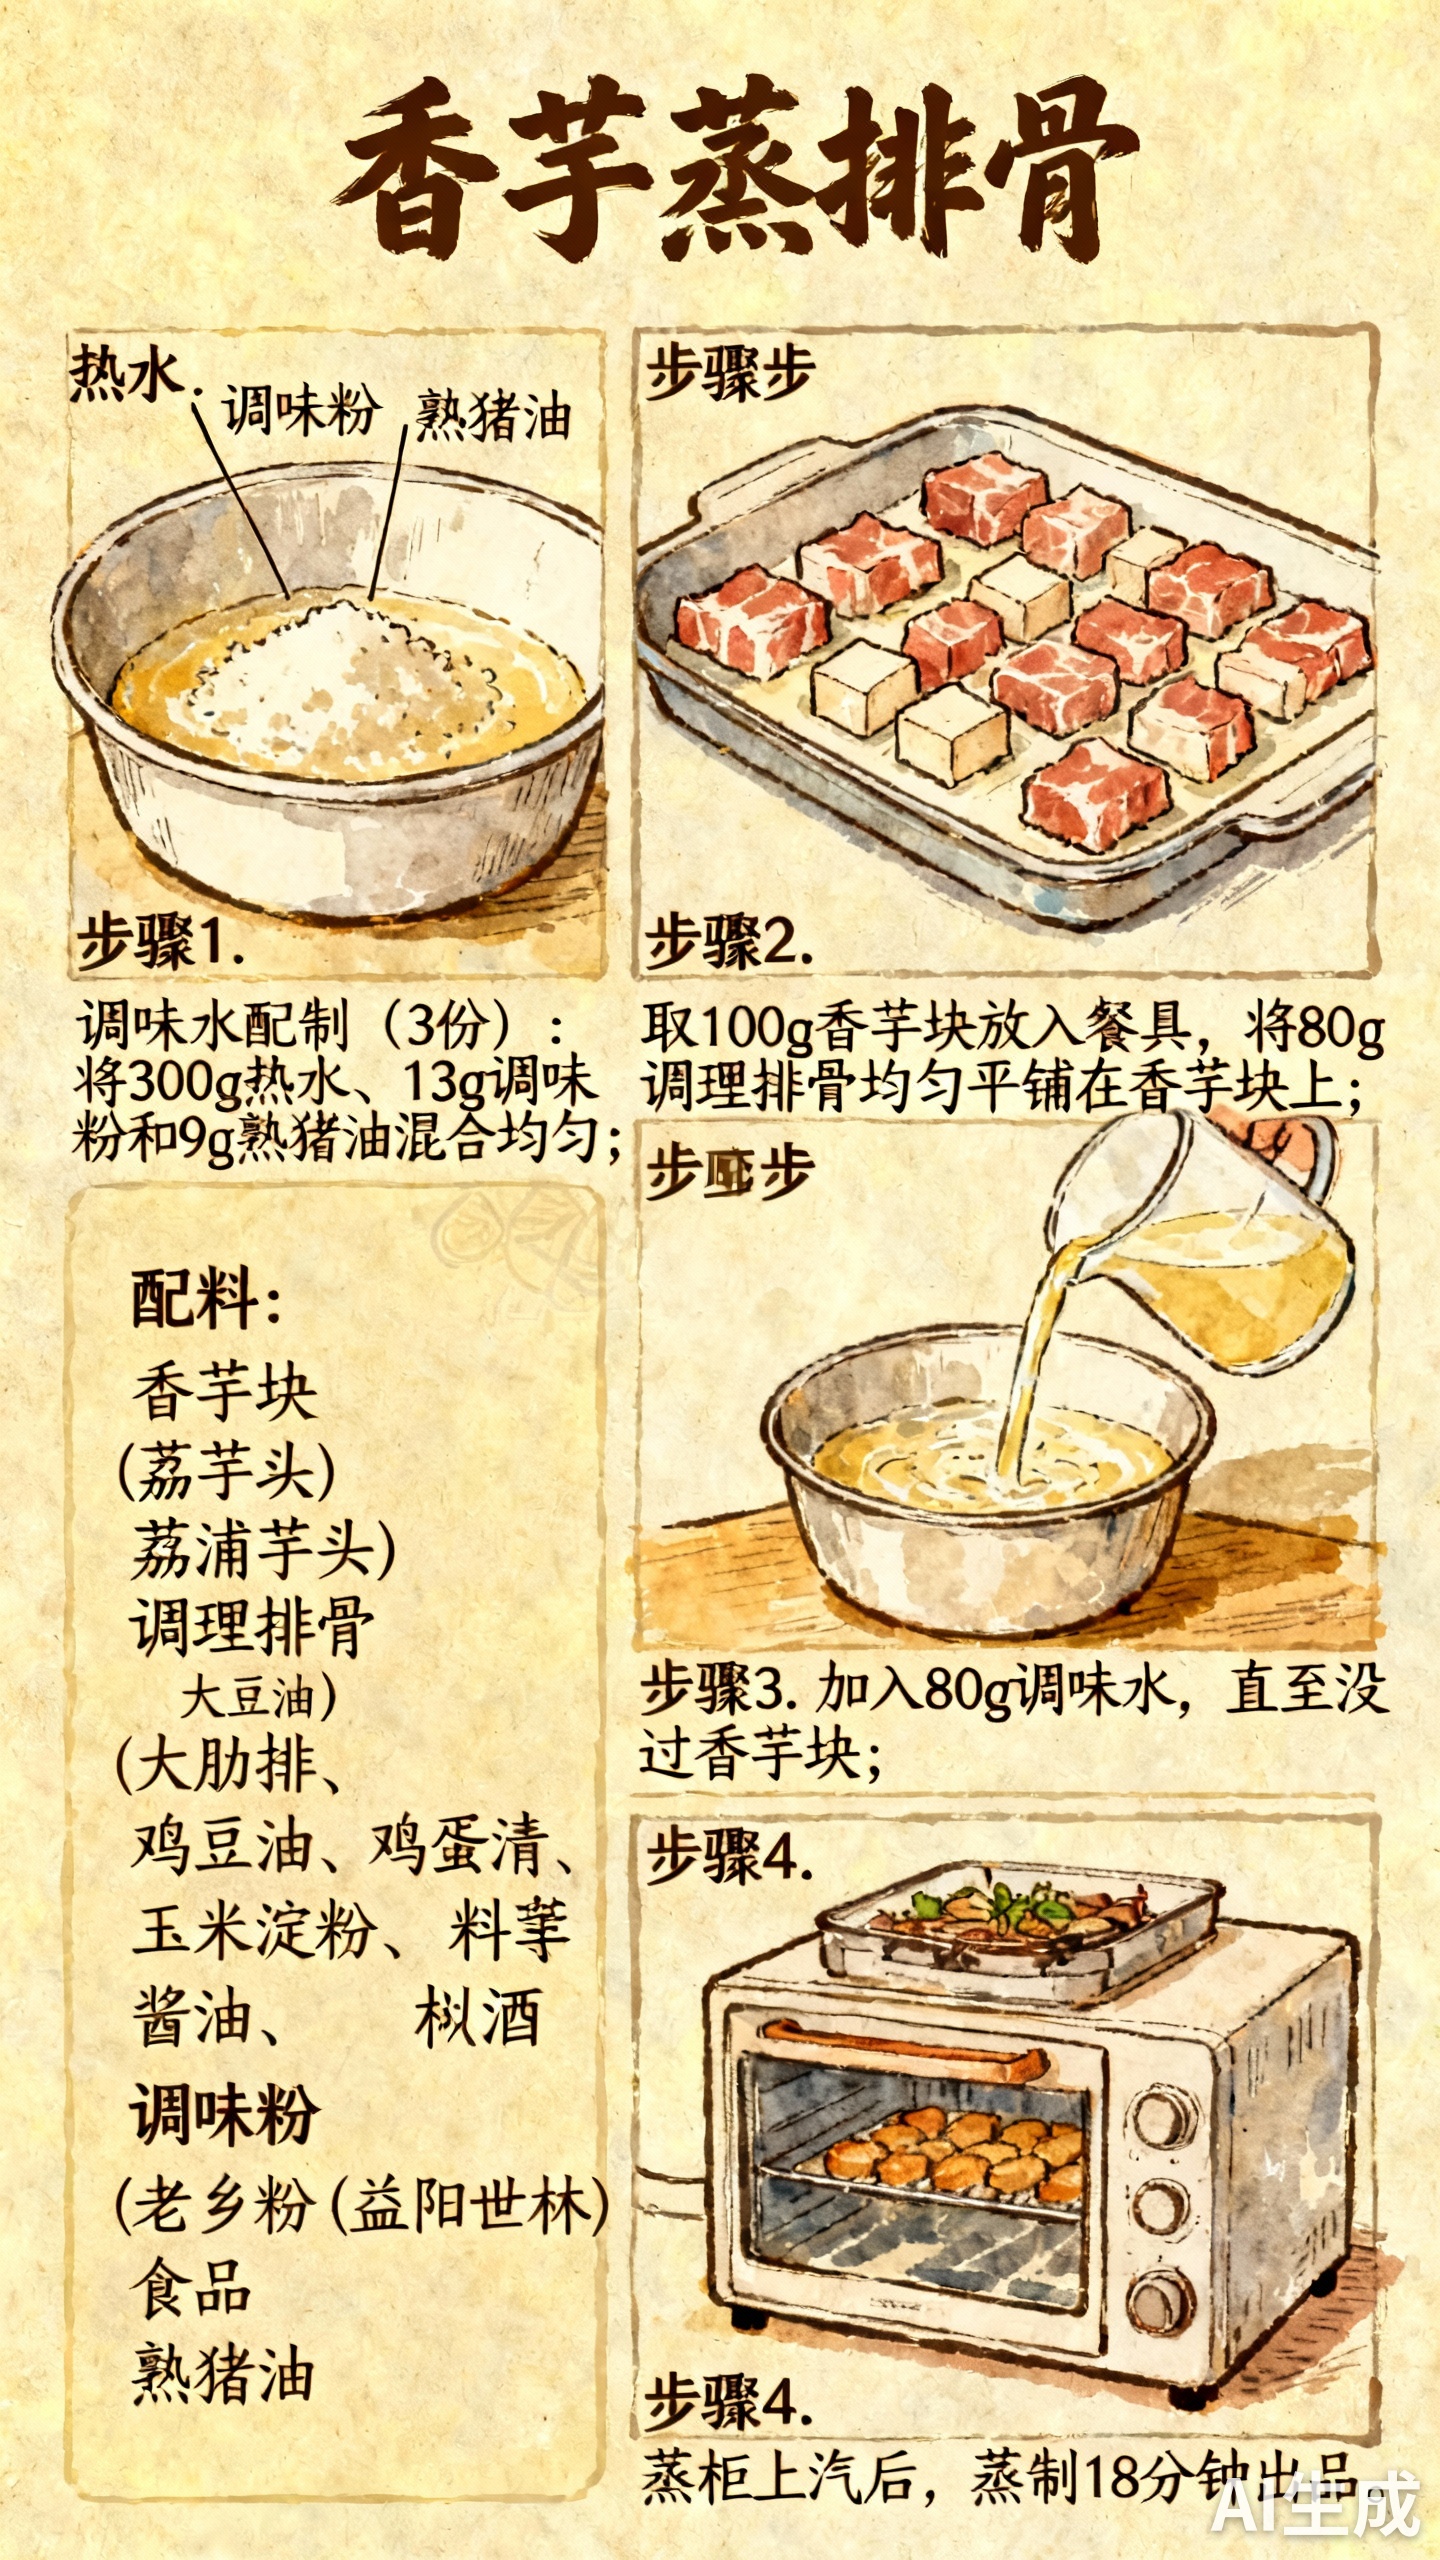 香芋蒸排骨
热水.
调味粉
熟猪油
步骤1.
调味水配制（3份）：
将300g热水、13g调味
粉和9g熟猪油混合均匀；
步骤步
步骤2.
取100g香芋块放入餐具，将80g
调理排骨均匀平铺在香芋块上；
步 步
步骤3. 加入80g调味水，直至没
过香芋块；
步骤4.
步骤4.
蒸柜上汽后，蒸制18分钟出品。
配料：
香芋块
(荔芋头)
荔浦芋头)
调理排骨
大豆油)
(大肋排、
鸡豆油、鸡蛋清、
玉米淀粉、料
酱油、 酒
调味粉
(老乡粉(益阳世林)
食品
熟猪油
AI生成